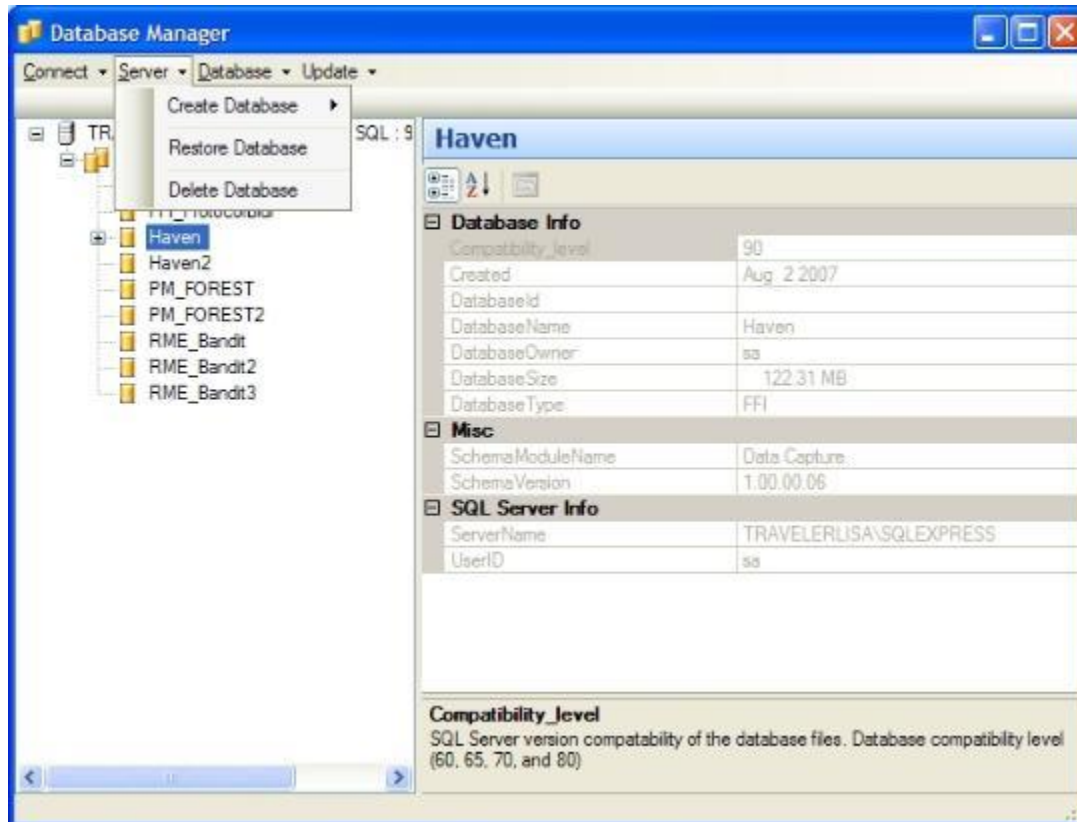 Database Manager
Connect Server Database Update
Create Database
Restore Database
Delete Database
TR
SQL : 9
Haven
Haven2
PM_FOREST
PM_FOREST2
RME_Bandit
RME_Bandit2
RME_Bandit3
Haven
Database Info
Compatibility_level 90
Created Aug 2 2007
DatabaseId
DatabaseName Haven
DatabaseOwner sa
DatabaseSize 122.31 MB
DatabaseType FFI
Misc
SchemaModuleName Data Capture
SchemaVersion 1.00.00.06
SQL Server Info
ServerName TRAVELERLISA\SQLEXPRESS
UserID sa
Compatibility_level
SQL Server version compatability of the database files. Database compatibility level
(60, 65, 70, and 80)